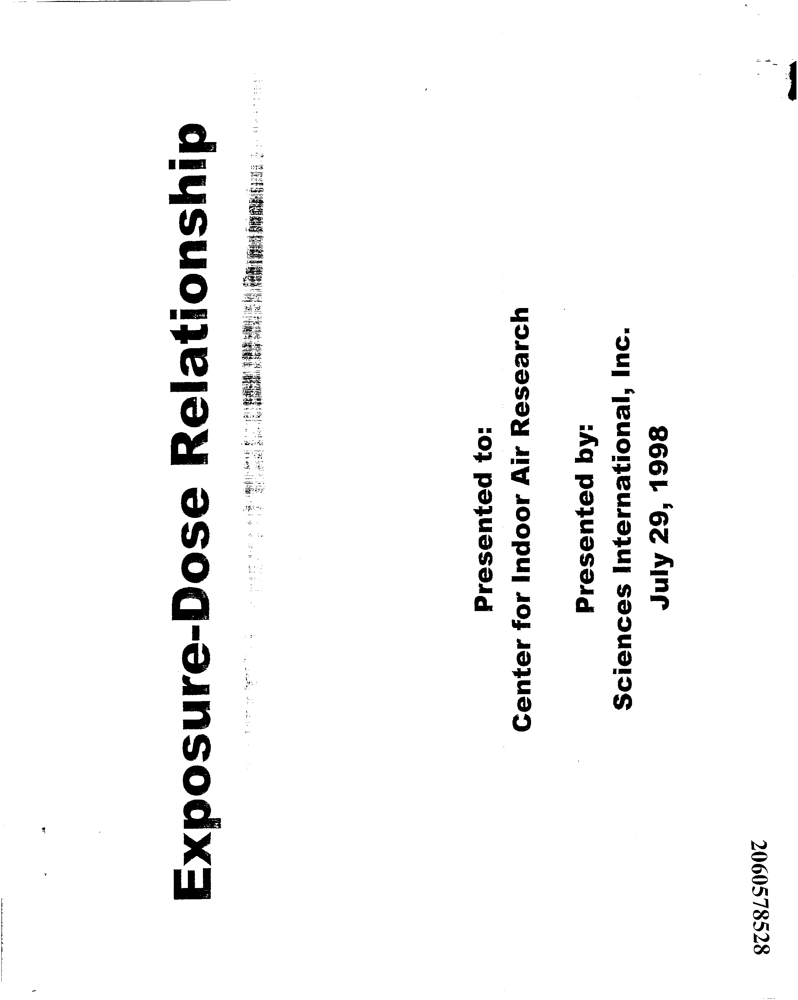 Exposure-Dose Relationship
Presented to:
Center for Indoor Air Research
Presented by:
Sciences International, Inc.
July 29, 1998
2060578528